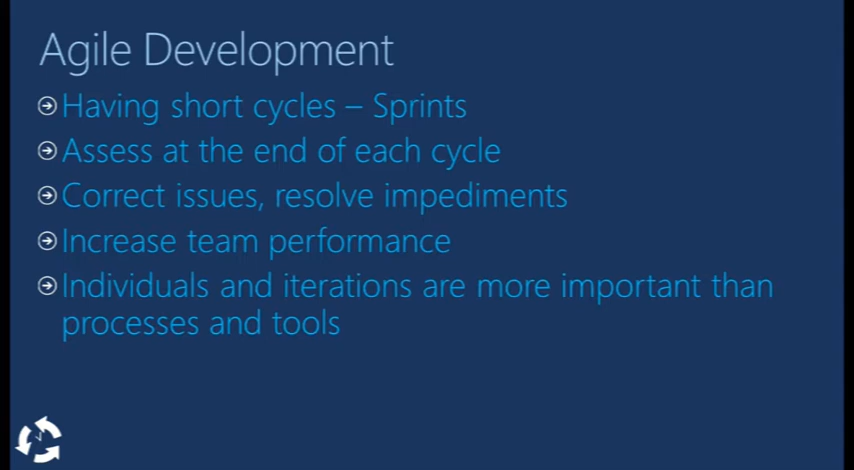 Agile Development
Having short cycles – Sprints
Assess at the end of each cycle
Correct issues, resolve impediments
Increase team performance
Individuals and iterations are more important than
processes and tools